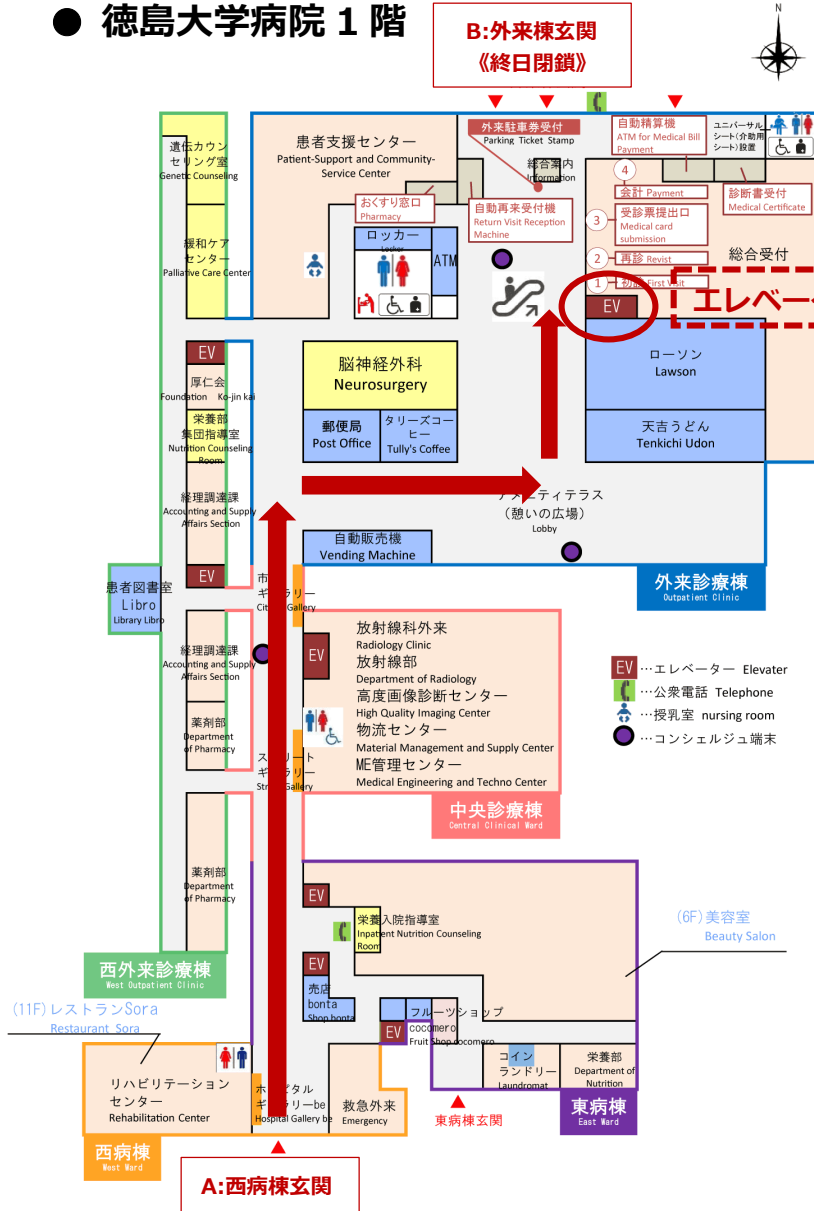 ● 徳島大学病院 1 階
B:外来棟玄関
《終日閉鎖》
N
遺伝カウン
セリング室
Genetic Counseling
患者支援センター
Patient-Support and Community-
Service Center
外来駐車券受付
Parking Ticket Stamp
総合案内
Information
自動精算機
ATM for Medical Bill
Payment
ユニバーサル
シート(介助用
シート)設置
おくすり窓口
Pharmacy
自動再来受付機
Return Visit Reception
Machine
4
会計 Payment
診断書受付
Medical Certificate
3
受診票提出口
Medical card
submission
2
再診 Revist
1
初診 First Visit
総合受付
緩和ケア
センター
Palliative Care Center
ロッカー
Locker
ATM
EV
エレベー
EV
厚仁会
Foundation Ko-jin kai
脳神経外科
Neurosurgery
ローソン
Lawson
栄養部
集団指導室
Nutrition Counseling
Room
郵便局
Post Office
タリーズコー
ヒー
Tully's Coffee
天吉うどん
Tenkichi Udon
経理調達課
Accounting and Supply
Affairs Section
アメニティテラス
(憩いの広場)
Lobby
自動販売機
Vending Machine
EV
患者図書室
Libro
Library Libro
外来診療棟
Outpatient Clinic
経理調達課
Accounting and Supply
Affairs Section
EV
放射線科外来
Radiology Clinic
放射線部
Department of Radiology
高度画像診断センター
High Quality Imaging Center
物流センター
Material Management and Supply Center
ME管理センター
Medical Engineering and Techno Center
EV…エレベーター Elevater
…公衆電話 Telephone
…授乳室 nursing room
…コンシェルジュ端末
薬剤部
Department
of Pharmacy
中央診療棟
Central Clinical Ward
薬剤部
Department
of Pharmacy
EV
栄養入院指導室
Inpatient Nutrition Counseling
Room
(6F)美容室
Beauty Salon
西外来診療棟
West Outpatient Clinic
EV
売店
bonta
Shop bonta
(11F)レストランSora
Restaurant Sora
フルーツショップ
cocomero
Fruit Shop cocomero
EV
コイン
ランドリー
Laundromat
栄養部
Department of
Nutrition
リハビリテーション
センター
Rehabilitation Center
Hospital Gallery be
救急外来
Emergency
東病棟玄関
東病棟
East Ward
西病棟
West Ward
A:西病棟玄関